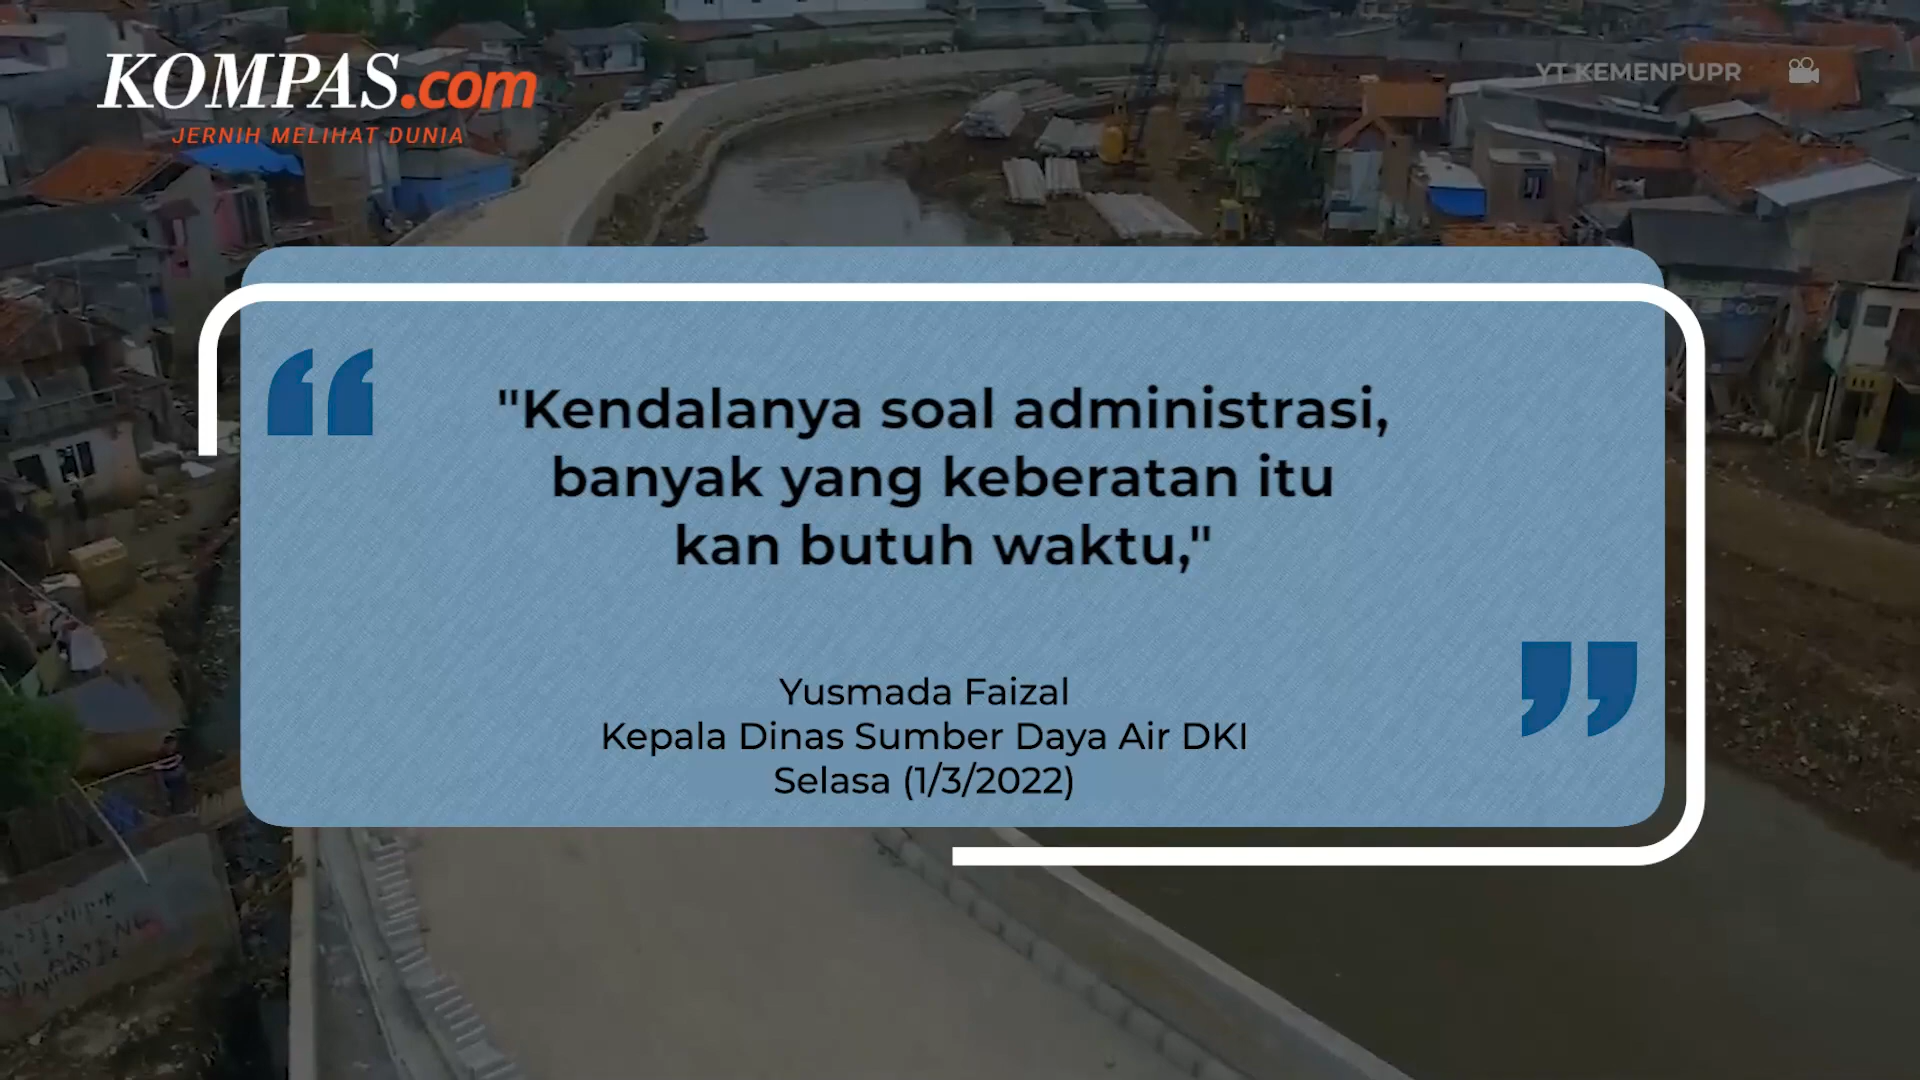 KOMPAS.com
JERNIH MELIHAT DUNIA
YT KEMENPUPR
"Kendalanya soal administrasi,
banyak yang keberatan itu
kan butuh waktu,"
Yusmada Faizal
Kepala Dinas Sumber Daya Air DKI
Selasa (1/3/2022)